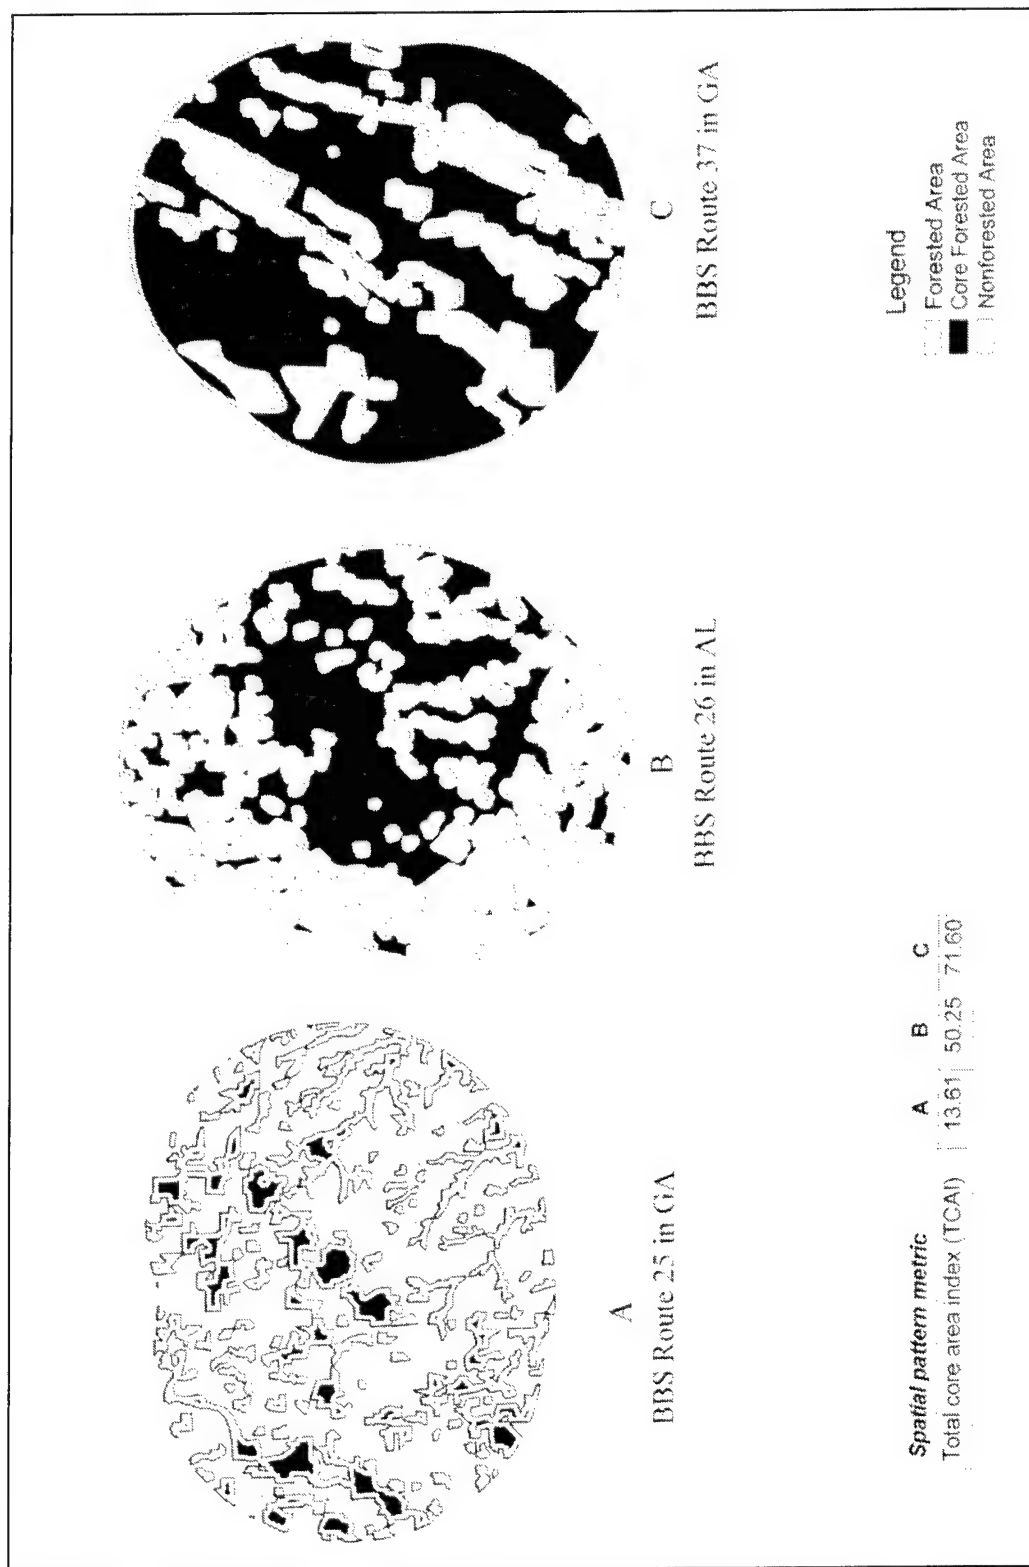 A
BBS Route 25 in GA
B
BBS Route 26 in AL
C
BBS Route 37 in GA
Spatial pattern metric A B C
Total core area index (TCAI) 13.61 50.25 71.60
Legend
Forested Area
Core Forested Area
Nonforested Area